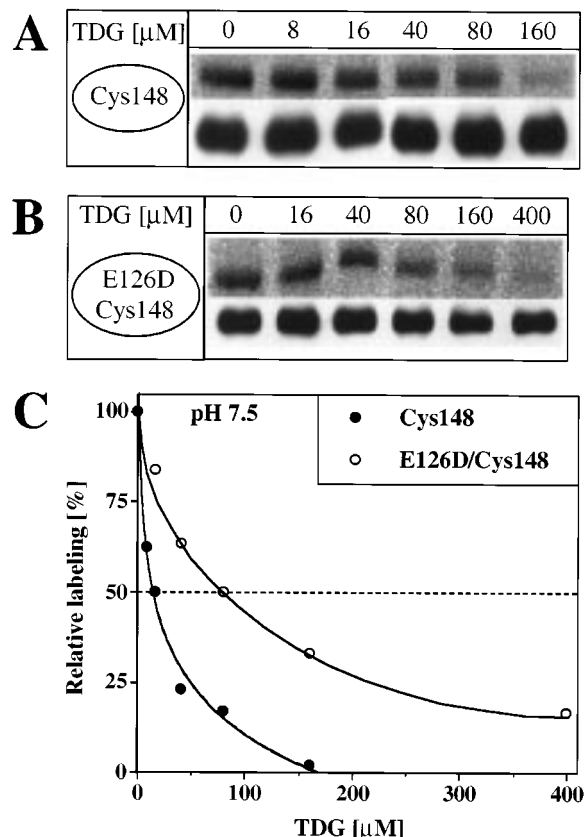 A
TDG [μM] 0 8 16 40 80 160
Cys148
B
TDG [μM] 0 16 40 80 160 400
E126D
Cys148
C
pH 7.5
Cys148
E126D/Cys148
Relative labeling [%]
100
75
50
25
0
0 100 200 300 400
TDG [μM]